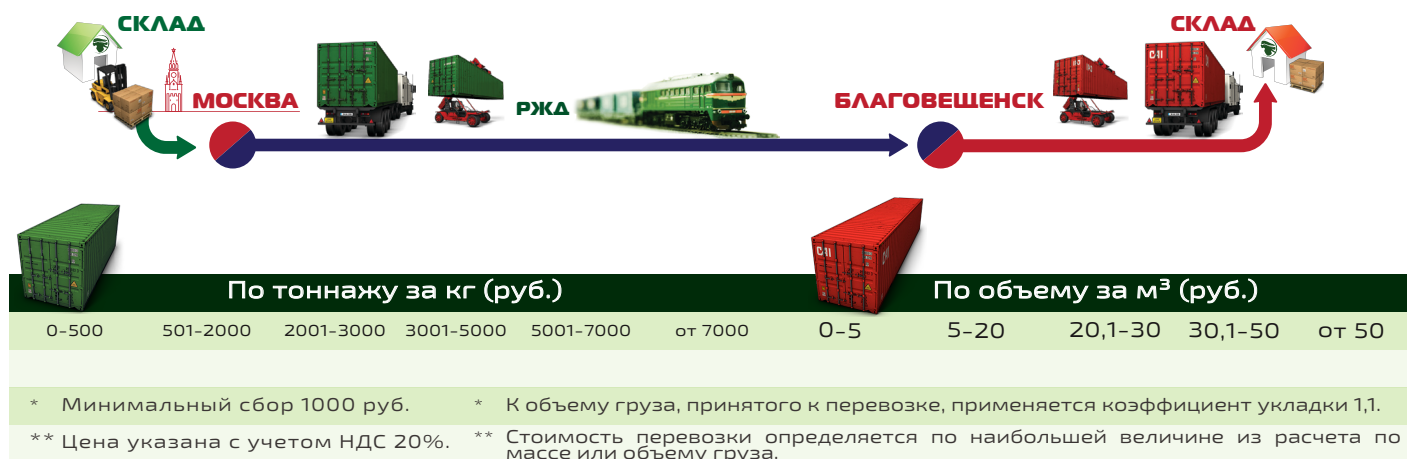 СКЛАД
СКЛАД
МОСКВА
РЖД
БЛАГОВЕЩЕНСК
По тоннажу за кг (руб.)
По объему за м³ (руб.)
0-500 501-2000 2001-3000 3001-5000 5001-7000 от 7000 0-5 5-20 20,1-30 30,1-50 от 50
* Минимальный сбор 1000 руб.
* К объему груза, принятого к перевозке, применяется коэффициент укладки 1,1.
** Цена указана с учетом НДС 20%.
** Стоимость перевозки определяется по наибольшей величине из расчета по
массе или объему груза.